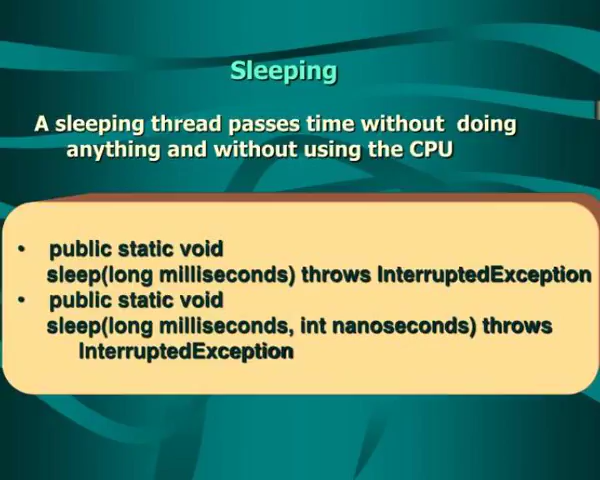 Sleeping
A sleeping thread passes time without doing
anything and without using the CPU
• public static void
sleep(long milliseconds) throws InterruptedException
• public static void
sleep(long milliseconds, int nanoseconds) throws
InterruptedException